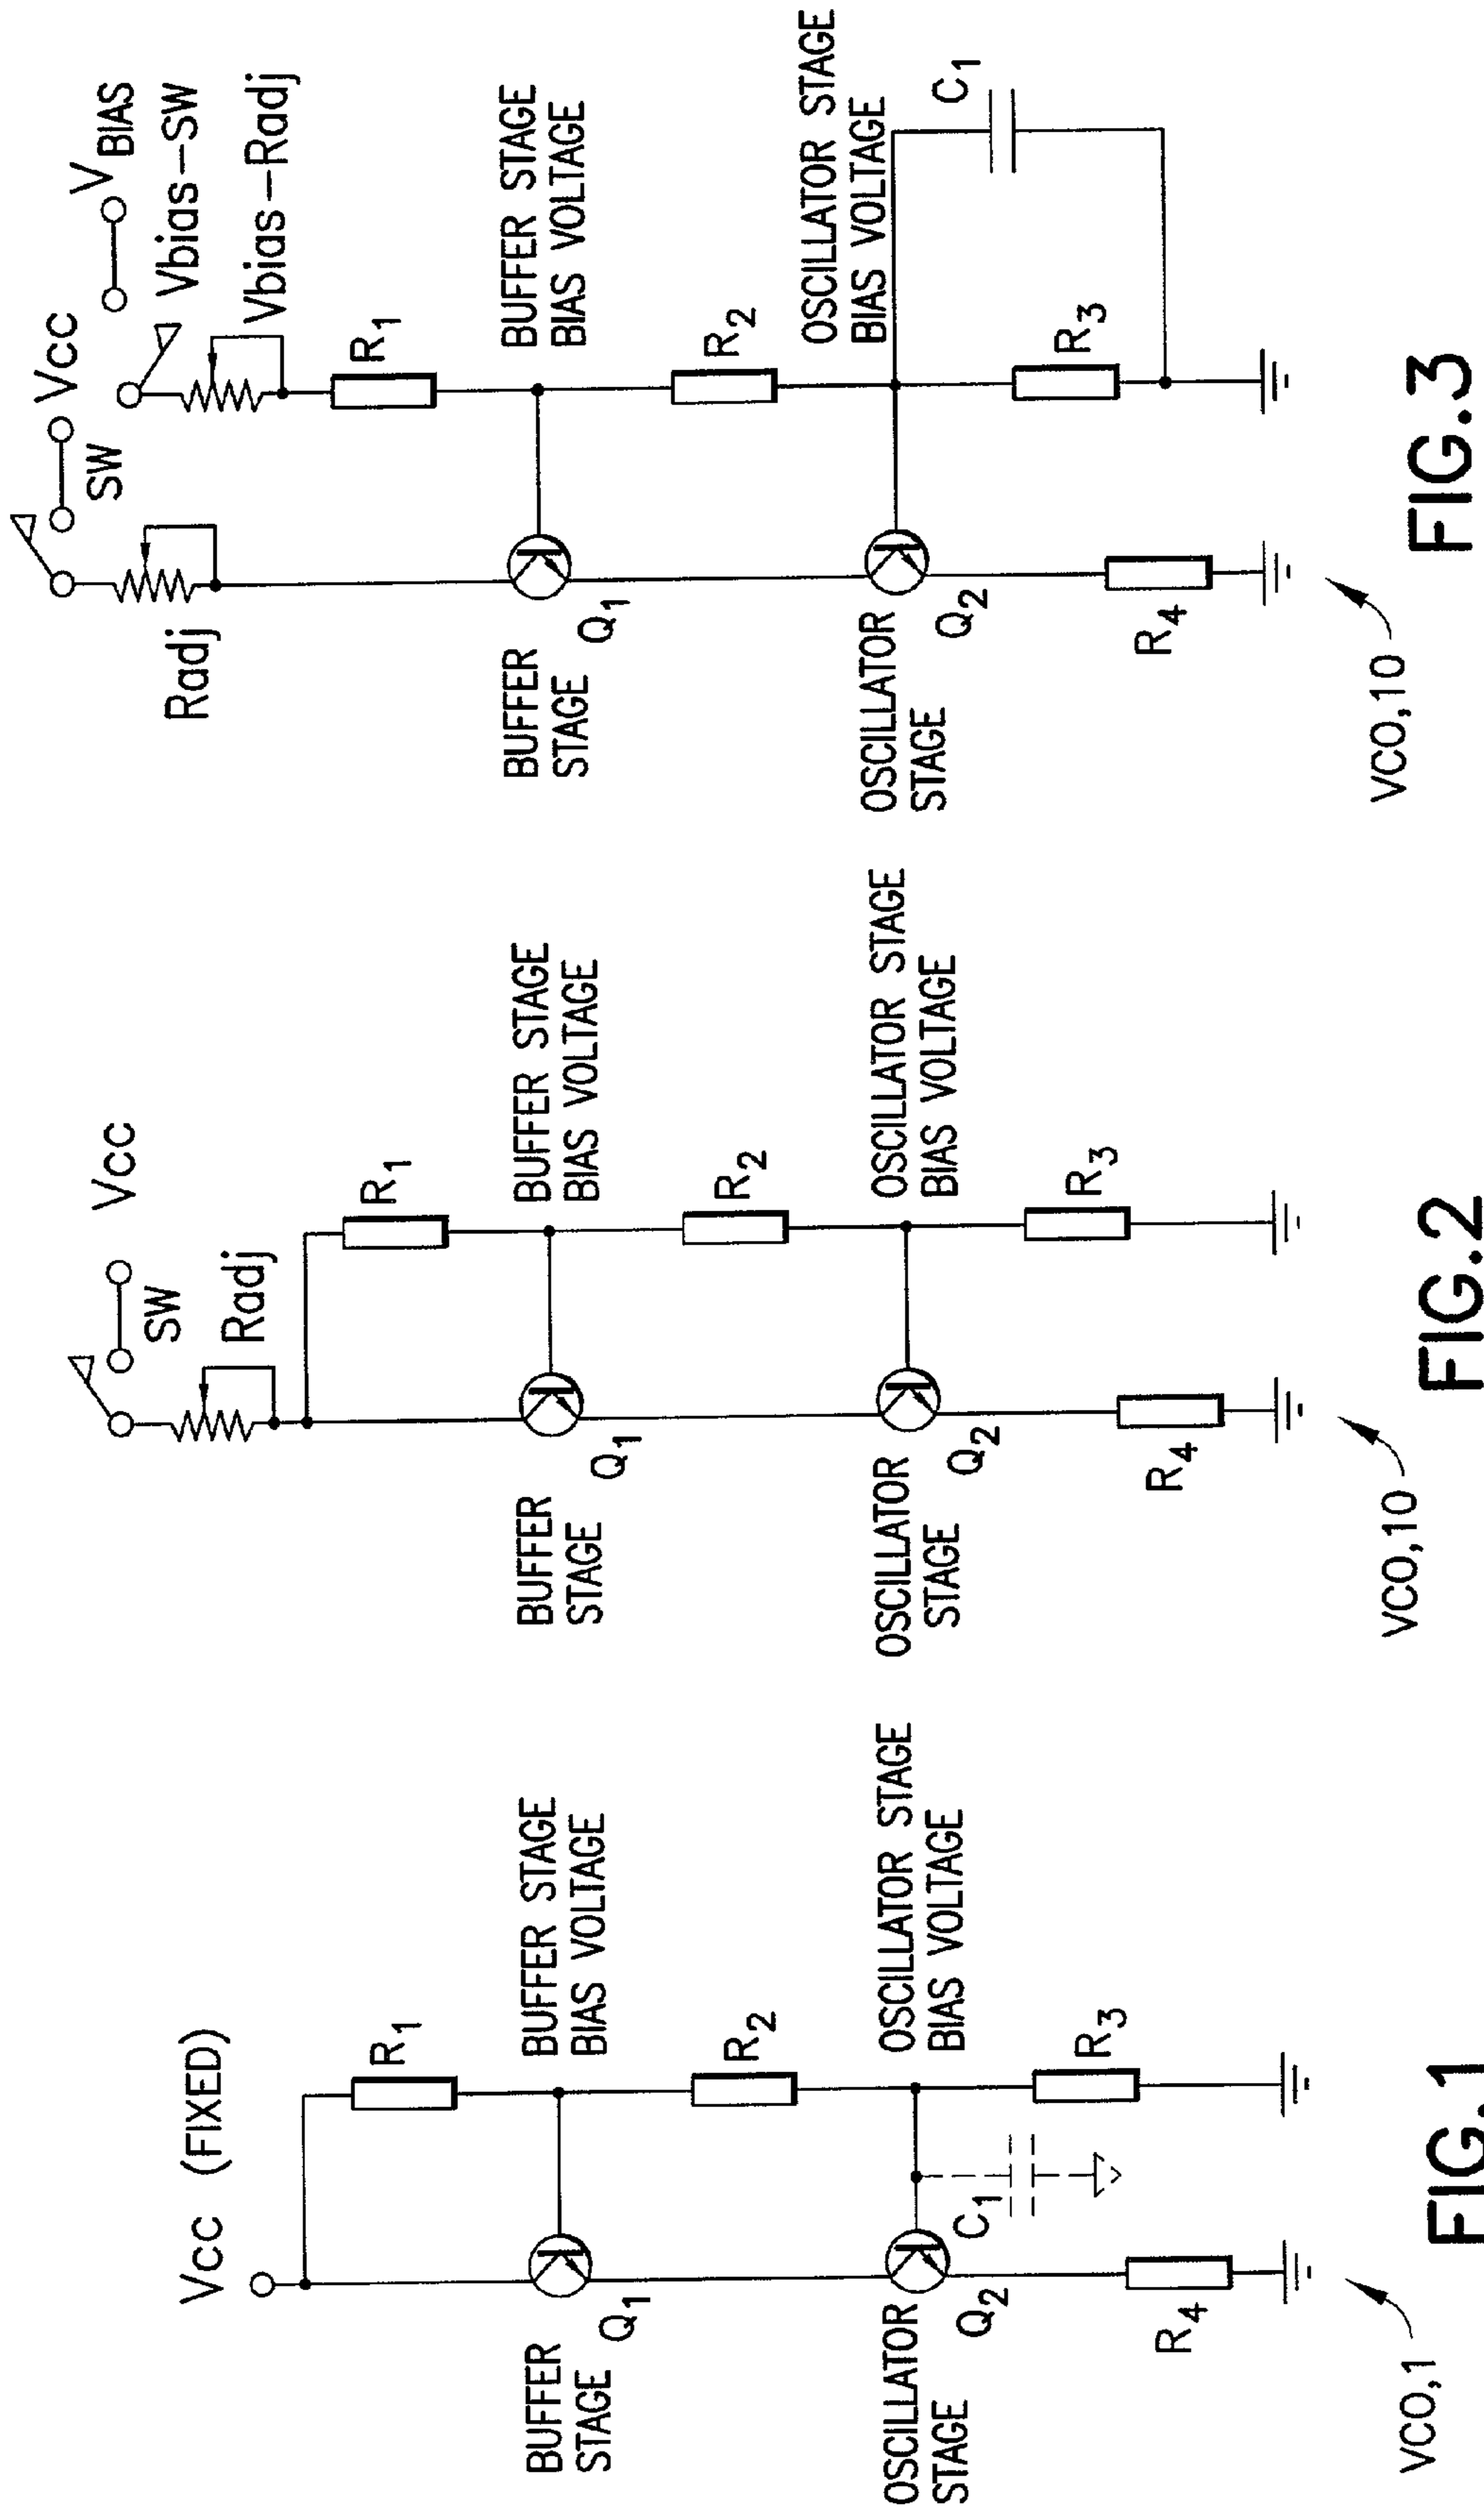 Vcc (FIXED)
R1
BUFFER STAGE
BIAS VOLTAGE
BUFFER
STAGE
Q1
R2
OSCILLATOR STAGE
BIAS VOLTAGE
C1
OSCILLATOR
STAGE
Q2
R3
R4
VCO,1
FIG.1
Vcc
SW
Radj
R1
BUFFER STAGE
BIAS VOLTAGE
BUFFER
STAGE
Q1
R2
OSCILLATOR STAGE
BIAS VOLTAGE
OSCILLATOR
STAGE
Q2
R3
R4
VCO,10
FIG.2
Vcc
SW
VBIAS
Vbias-SW
Radj
Vbias-Radj
R1
BUFFER STAGE
BIAS VOLTAGE
BUFFER
STAGE
Q1
R2
OSCILLATOR STAGE
BIAS VOLTAGE
OSCILLATOR
STAGE
Q2
C1
R3
R4
VCO,10
FIG.3